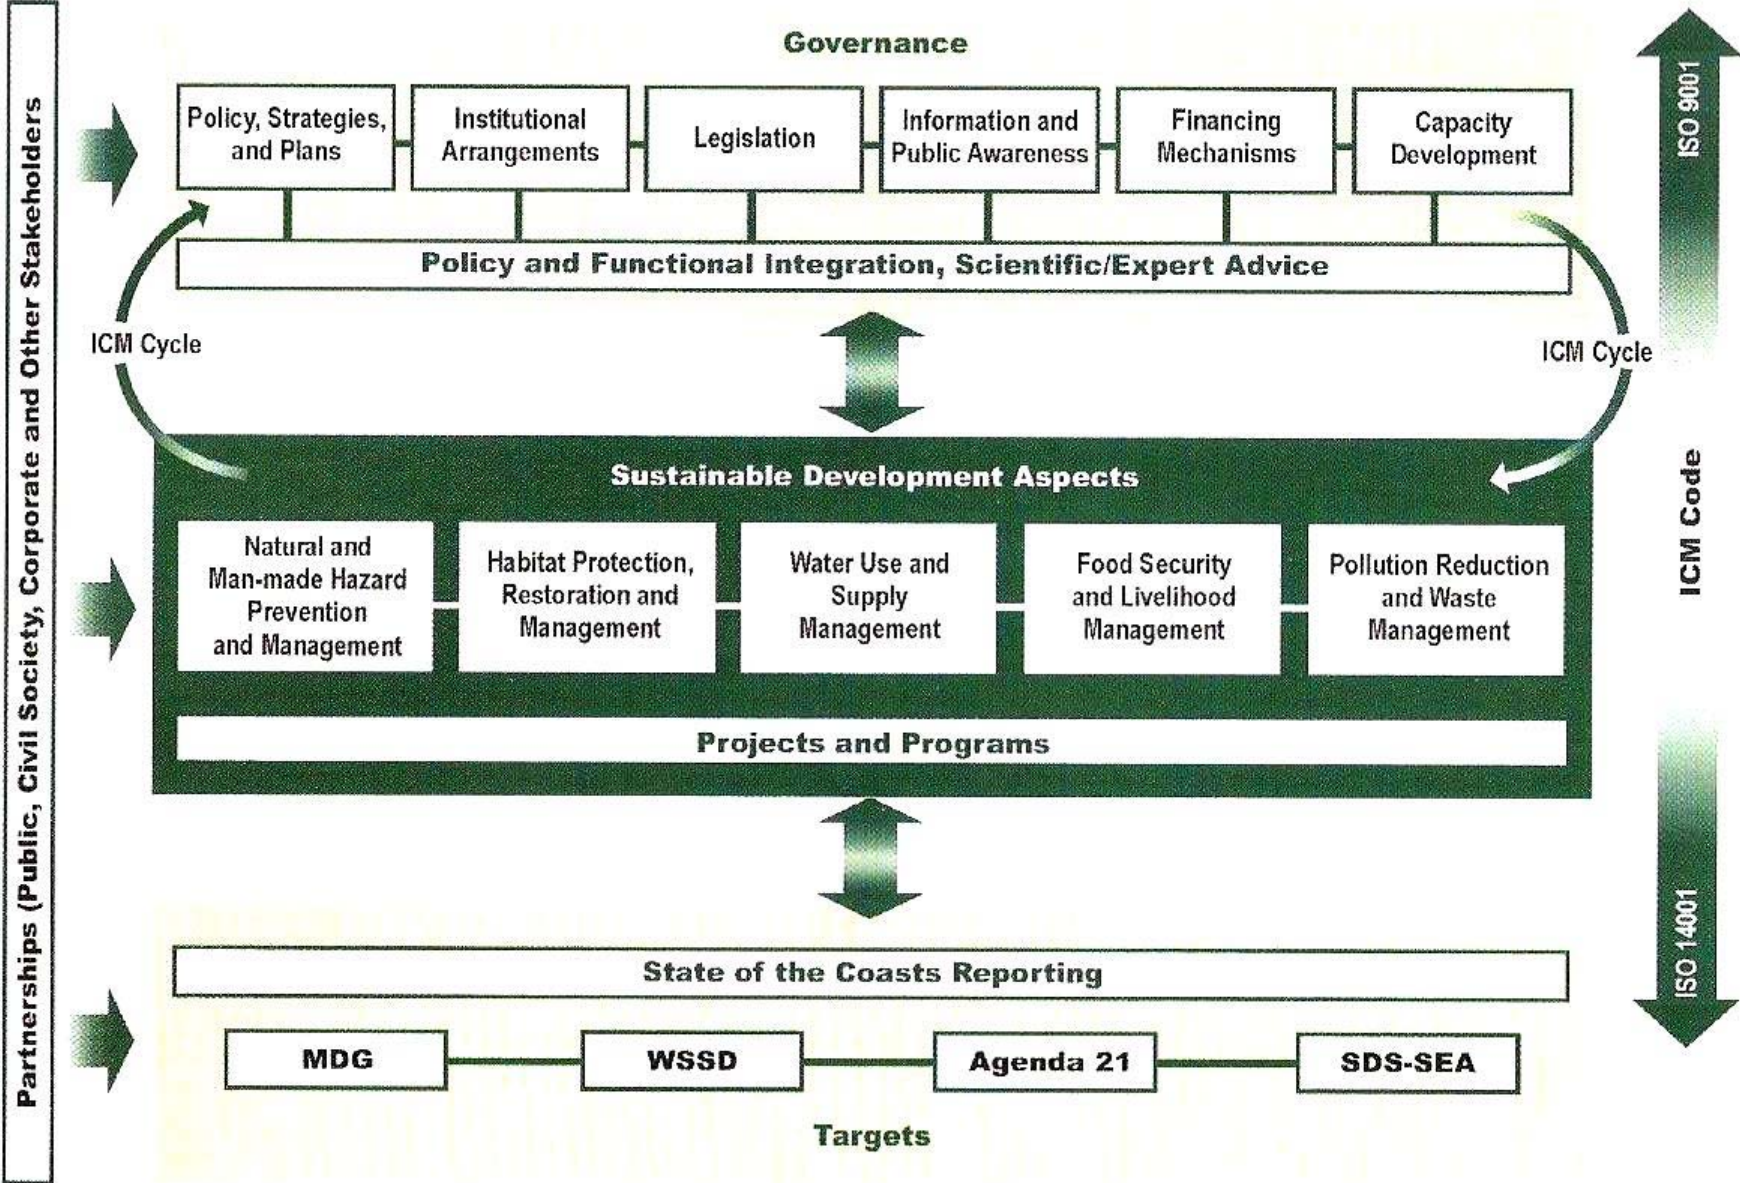 Partnerships (Public, Civil Society, Corporate and Other Stakeholders
Governance
Policy, Strategies,
and Plans
Institutional
Arrangements
Legislation
Information and
Public Awareness
Financing
Mechanisms
Capacity
Development
Policy and Functional Integration, Scientific/Expert Advice
ICM Cycle
ICM Cycle
Sustainable Development Aspects
Natural and
Man-made Hazard
Prevention
and Management
Habitat Protection,
Restoration and
Management
Water Use and
Supply
Management
Food Security
and Livelihood
Management
Pollution Reduction
and Waste
Management
Projects and Programs
State of the Coasts Reporting
MDG
WSSD
Agenda 21
SDS-SEA
Targets
ISO 9001
ICM Code
ISO 14001